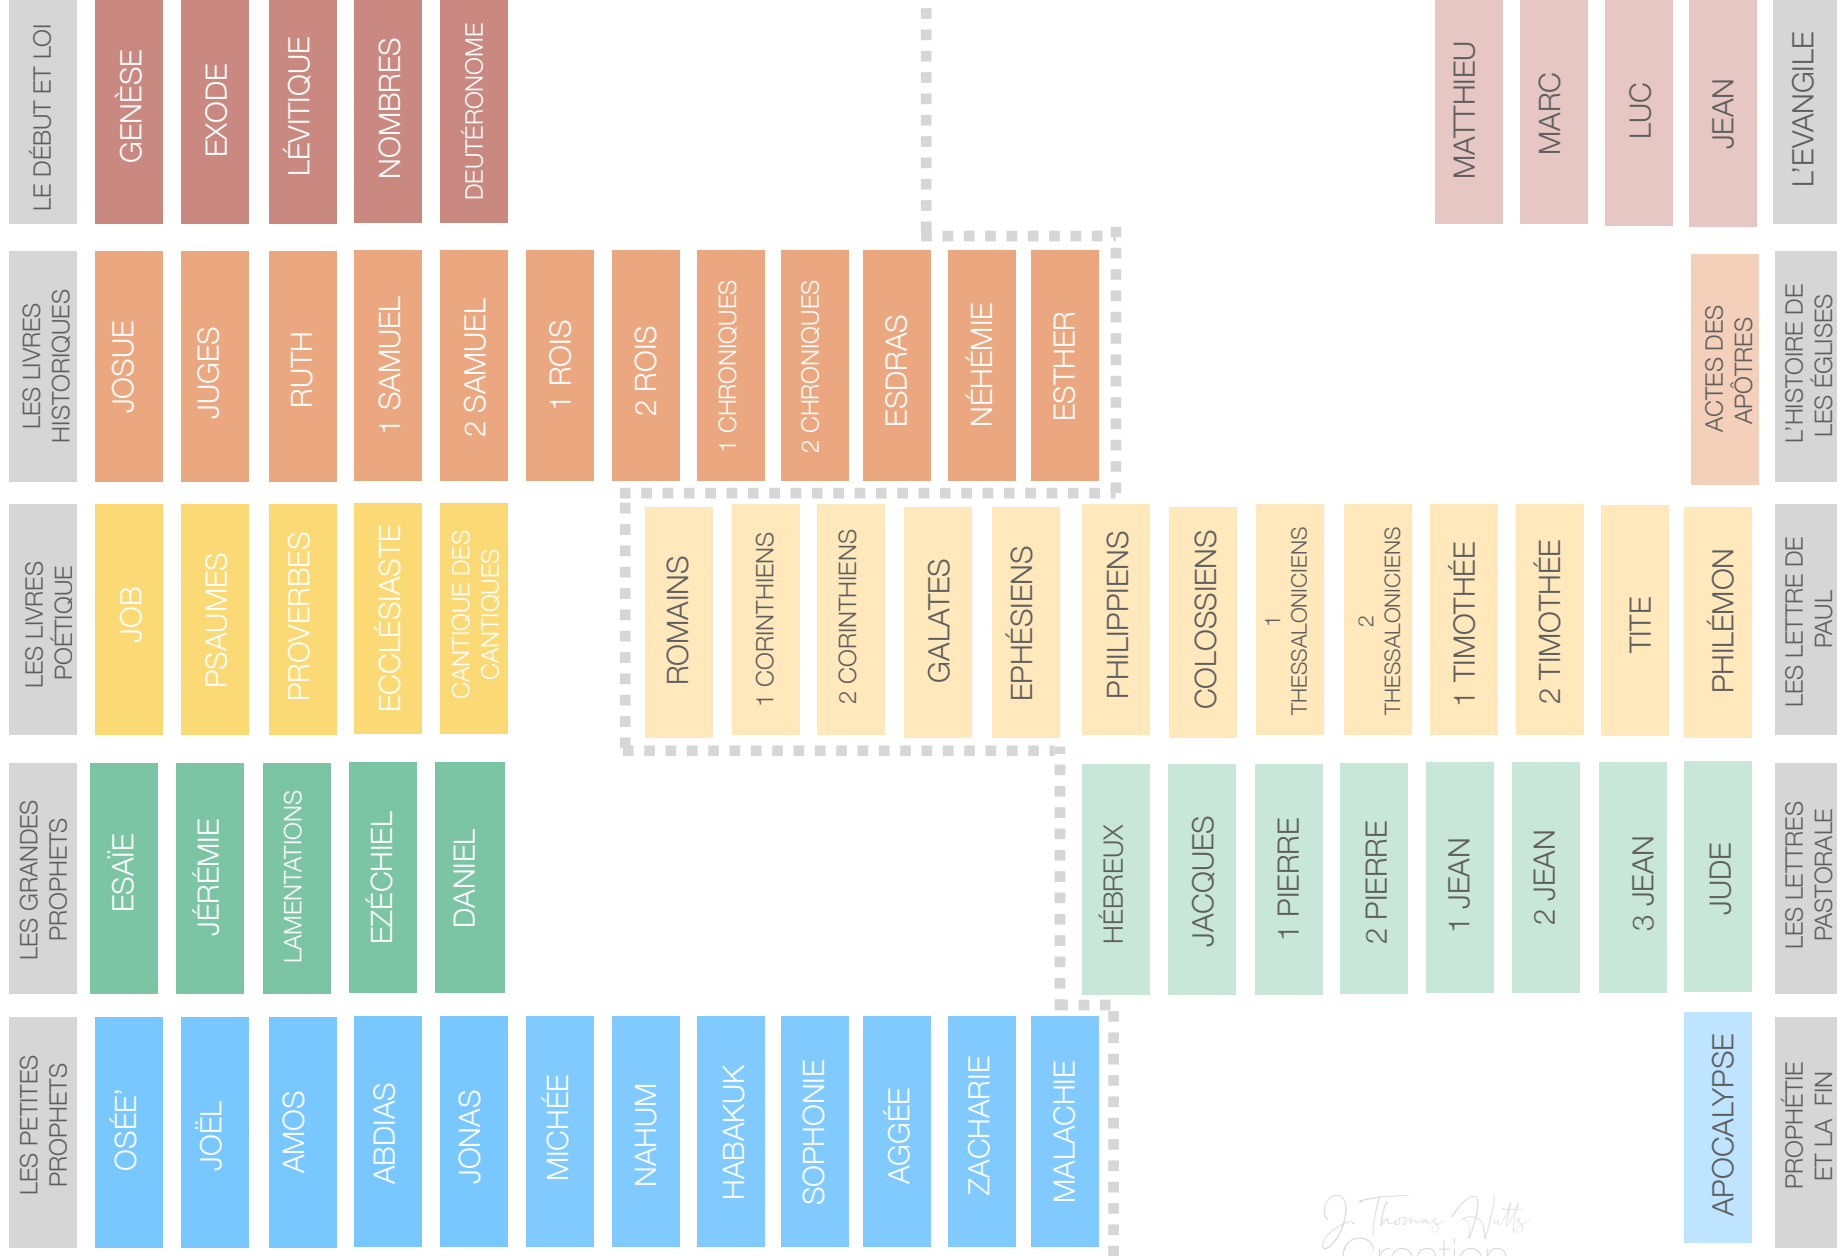 LE DÉBUT ET LOI
GENÈSE
EXODE
LÉVITIQUE
NOMBRES
DEUTÉRONOME
MATTHIEU
MARC
LUC
JEAN
L'EVANGILE
LES LIVRES
HISTORIQUES
JOSUE
JUGES
RUTH
1 SAMUEL
2 SAMUEL
1 ROIS
2 ROIS
1 CHRONIQUES
2 CHRONIQUES
ESDRAS
NÉHÉMIE
ESTHER
ACTES DES
APÔTRES
L'HISTOIRE DE
LES ÉGLISES
LES LIVRES
POÉTIQUE
JOB
PSAUMES
PROVERBES
ECCLÉSIASTE
CANTIQUE DES
CANTIQUES
ROMAINS
1 CORINTHIENS
2 CORINTHIENS
GALATES
EPHÉSIENS
PHILIPPIENS
COLOSSIENS
1
THESSALONICIENS
2
THESSALONICIENS
1 TIMOTHÉE
2 TIMOTHÉE
TITE
PHILÉMON
LES LETTRE DE
PAUL
LES GRANDES
PROPHETS
ESAÏE
JÉRÉMIE
LAMENTATIONS
EZÉCHIEL
DANIEL
HÉBREUX
JACQUES
1 PIERRE
2 PIERRE
1 JEAN
2 JEAN
3 JEAN
JUDE
LES LETTRES
PASTORALE
LES PETITES
PROPHETS
OSÉE'
JOËL
AMOS
ABDIAS
JONAS
MICHÉE
NAHUM
HABAKUK
SOPHONIE
AGGÉE
ZACHARIE
MALACHIE
APOCALYPSE
PROPHÉTIE
ET LA FIN
J. Thomas Hutts
Creation